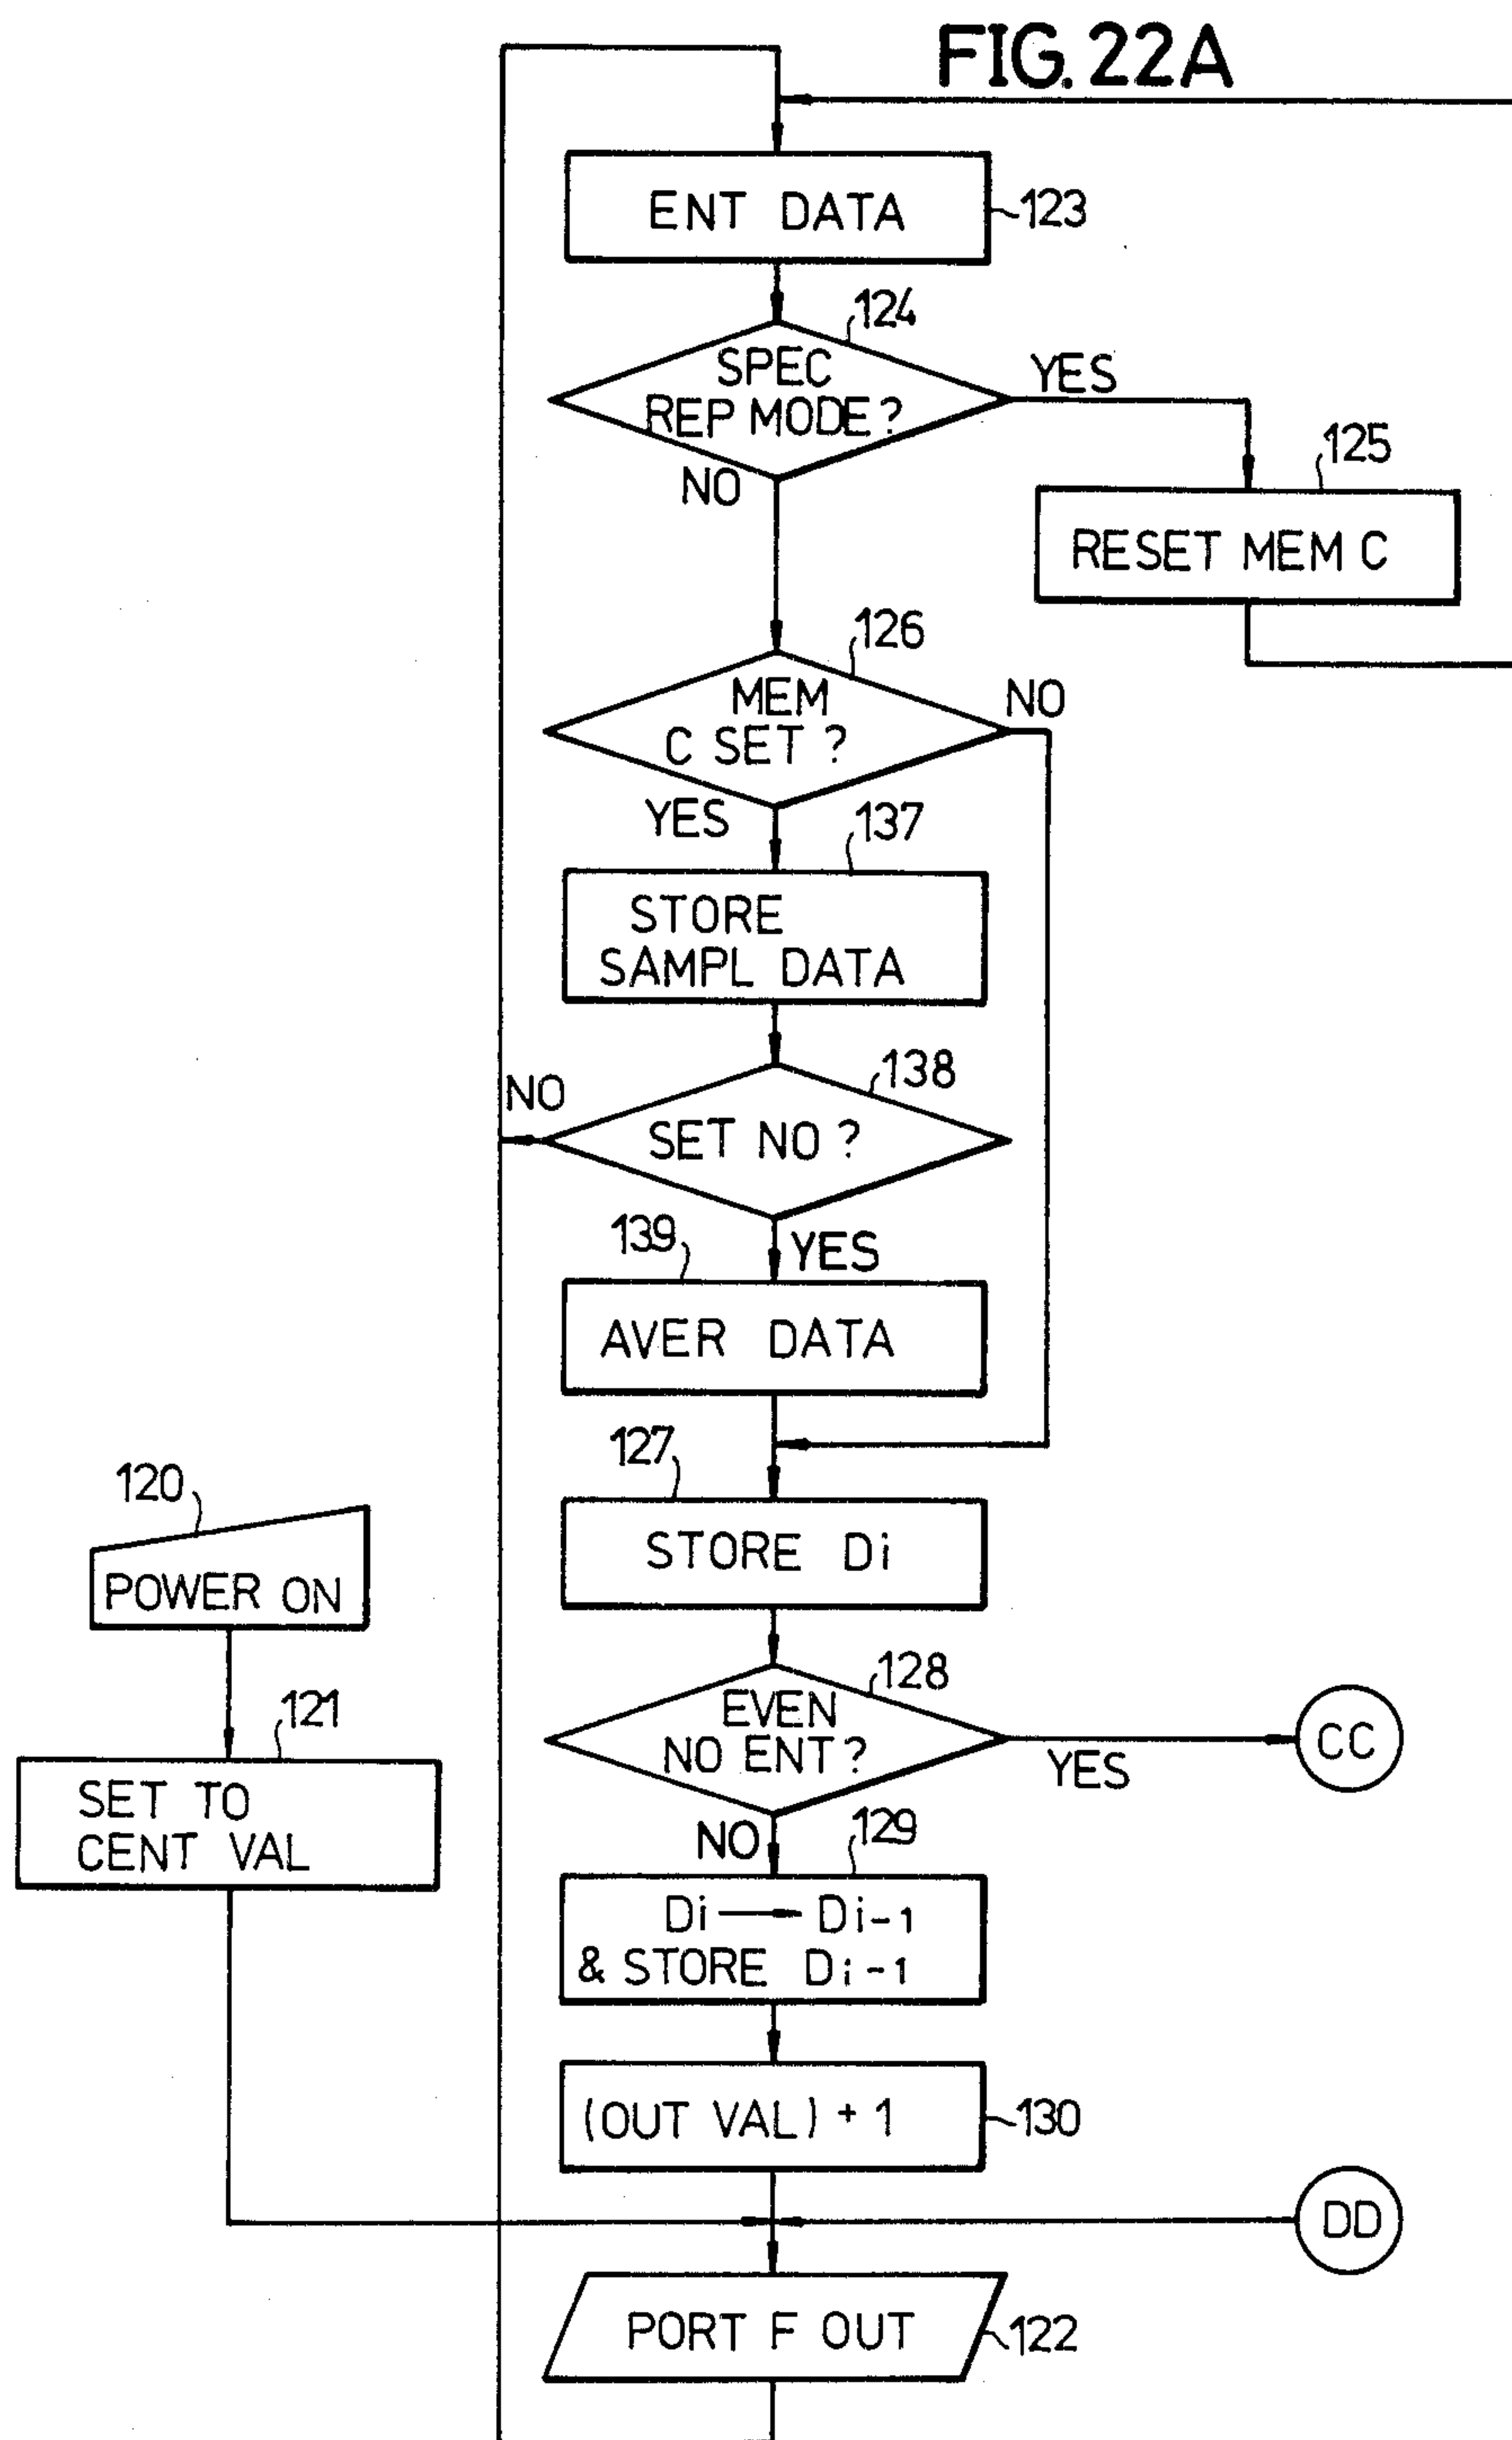 FIG. 22A
ENT DATA
123
124
SPEC
REP MODE?
YES
NO
125
RESET MEM C
126
MEM
C SET ?
NO
YES
137
STORE
SAMPL DATA
138
NO
SET NO ?
139
YES
AVER DATA
127
STORE Di
120
POWER ON
128
EVEN
NO ENT?
YES
CC
121
SET TO
CENT VAL
NO
129
Di → Di-1
& STORE Di-1
(OUT VAL) + 1
130
DD
PORT F OUT
122